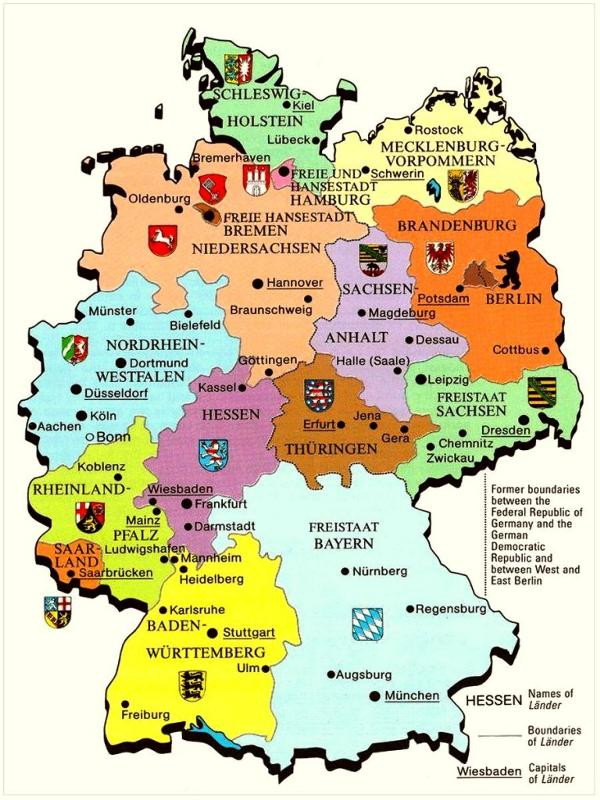 SCHLESWIG-
HOLSTEIN
Kiel
Lübeck
Rostock
MECKLENBURG-
VORPOMMERN
Schwerin
Bremerhaven
FREIE UND
HANSESTADT
HAMBURG
Oldenburg
FREIE HANSESTADT
BREMEN
NIEDERSACHSEN
BRANDENBURG
Hannover
Braunschweig
SACHSEN-
Potsdam
BERLIN
Magdeburg
ANHALT
Dessau
Halle (Saale)
Cottbus
Münster
Bielefeld
NORDRHEIN-
Dortmund
WESTFALEN
Düsseldorf
Köln
Aachen
Bonn
Göttingen
Kassel
HESSEN
Leipzig
FREISTAAT
SACHSEN
Dresden
Chemnitz
Zwickau
Erfurt
Jena
Gera
THÜRINGEN
Koblenz
RHEINLAND-
PFALZ
Wiesbaden
Frankfurt
Mainz
Darmstadt
SAAR-
LAND
Saarbrücken
Ludwigshafen
Mannheim
Heidelberg
FREISTAAT
BAYERN
Nürnberg
Regensburg
Karlsruhe
BADEN-
Stuttgart
WÜRTTEMBERG
Ulm
Augsburg
München
Freiburg
Former boundaries
between the
Federal Republic of
Germany and the
German
Democratic
Republic and
between West and
East Berlin
HESSEN Names of
Länder
Boundaries
of Länder
Wiesbaden Capitals
of Länder